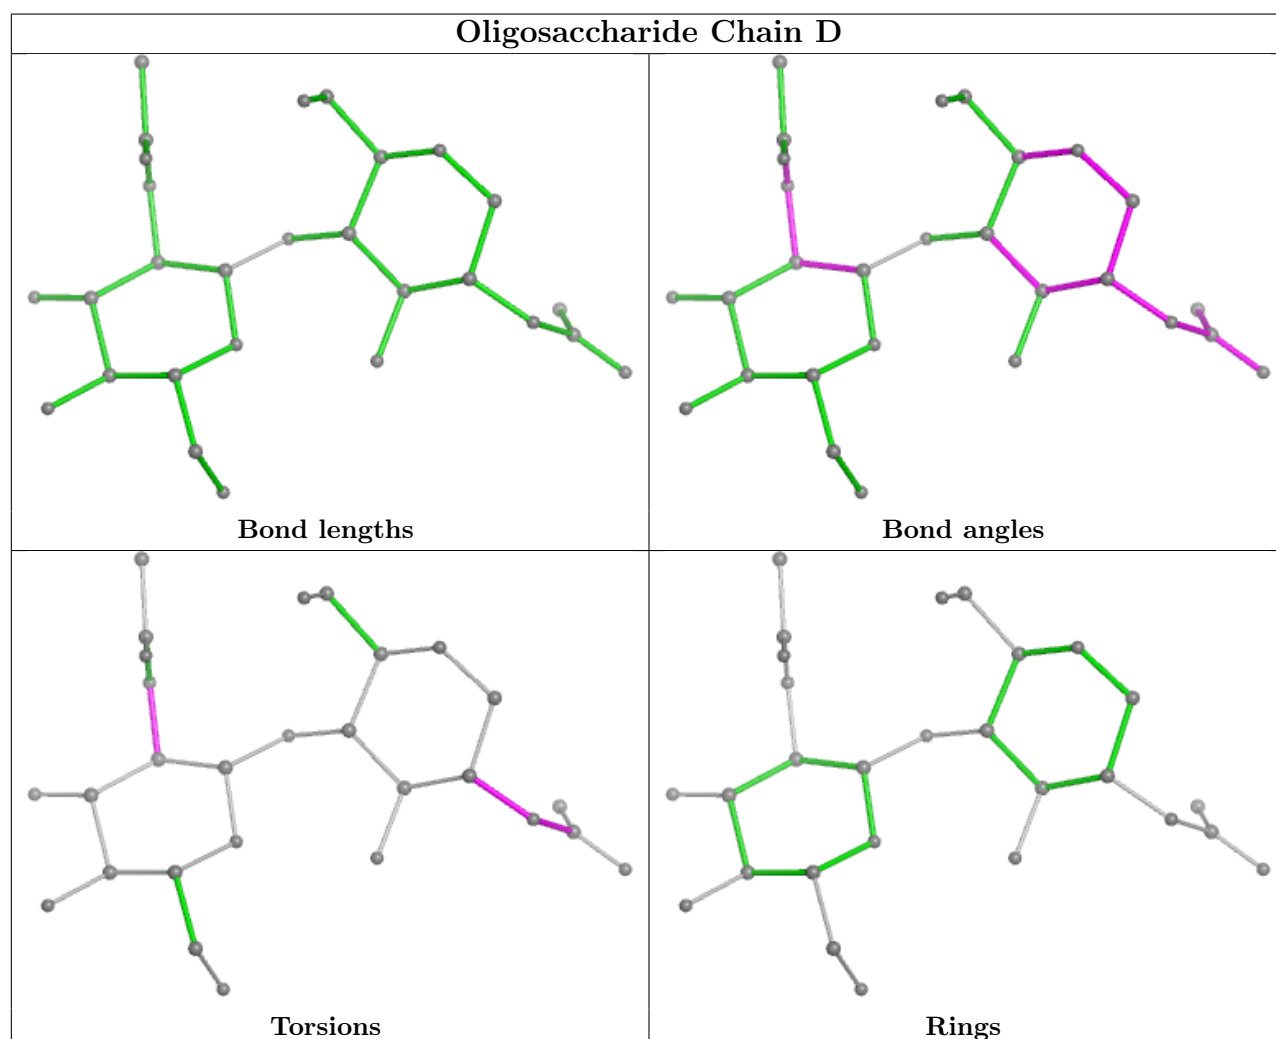 Oligosaccharide Chain D
Bond lengths
Bond angles
Torsions
Rings